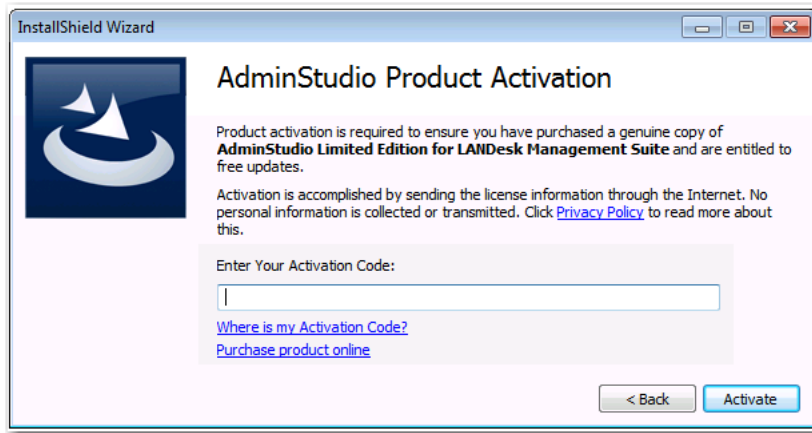 InstallShield Wizard
AdminStudio Product Activation
Product activation is required to ensure you have purchased a genuine copy of
AdminStudio Limited Edition for LANDesk Management Suite and are entitled to
free updates.
Activation is accomplished by sending the license information through the Internet. No
personal information is collected or transmitted. Click Privacy Policy to read more about
this.
Enter Your Activation Code:
Where is my Activation Code?
Purchase product online
< Back Activate